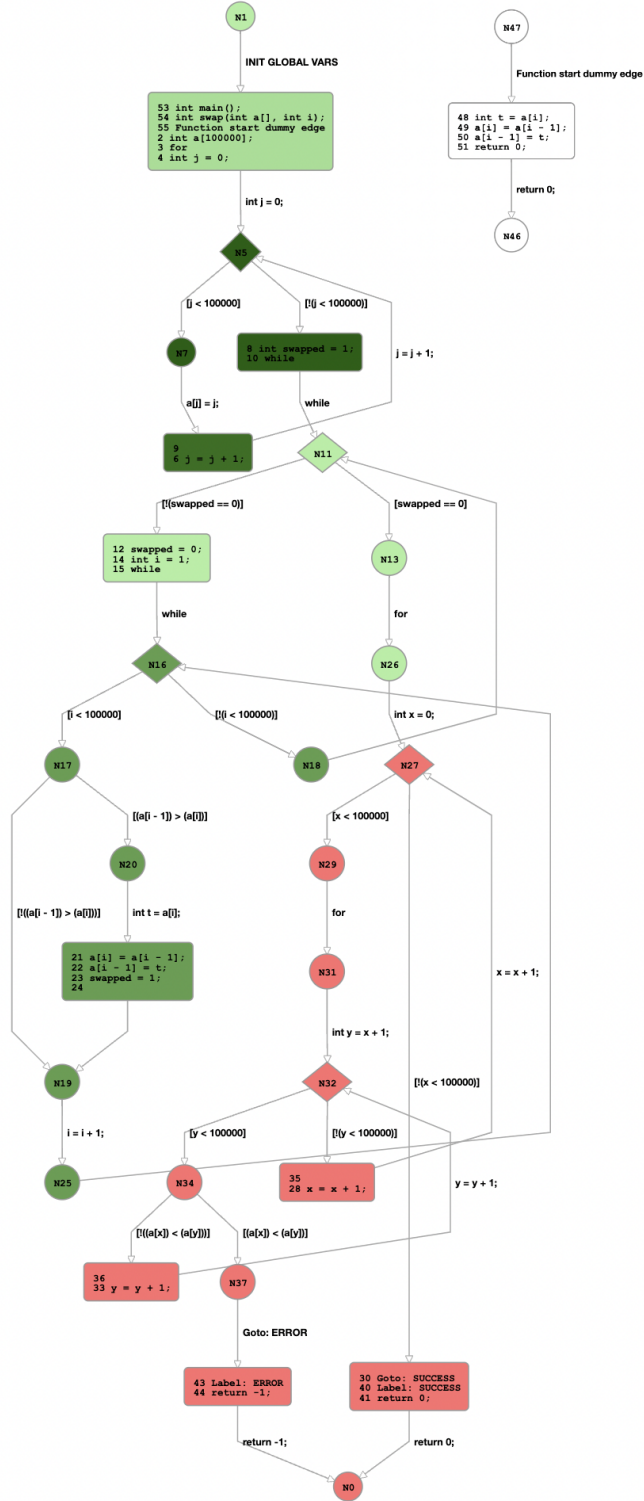 N1
INIT GLOBAL VARS
53 int main();
54 int swap(int a[], int i);
55 Function start dummy edge
2 int a[100000];
3 for
4 int j = 0;
int j = 0;
N5
[j < 100000]
[!(j < 100000)]
N7
8 int swapped = 1;
10 while
j = j + 1;
a[j] = j;
while
9
6 j = j + 1;
N11
[!(swapped == 0)]
[swapped == 0]
12 swapped = 0;
14 int i = 1;
15 while
N13
while
for
N16
N26
[i < 100000]
[!(i < 100000)]
int x = 0;
N17
N18
N27
[(a[i - 1]) > (a[i])]
[x < 100000]
N20
N29
[!((a[i - 1]) > (a[i]))]
int t = a[i];
for
21 a[i] = a[i - 1];
22 a[i - 1] = t;
23 swapped = 1;
24
N31
x = x + 1;
int y = x + 1;
N19
N32
[!(x < 100000)]
i = i + 1;
[y < 100000]
[!(y < 100000)]
N25
N34
35
28 x = x + 1;
y = y + 1;
[!((a[x]) < (a[y]))]
[(a[x]) < (a[y])]
36
33 y = y + 1;
N37
Goto: ERROR
43 Label: ERROR
44 return -1;
30 Goto: SUCCESS
40 Label: SUCCESS
41 return 0;
return -1;
return 0;
N0
N47
Function start dummy edge
48 int t = a[i];
49 a[i] = a[i - 1];
50 a[i - 1] = t;
51 return 0;
return 0;
N46